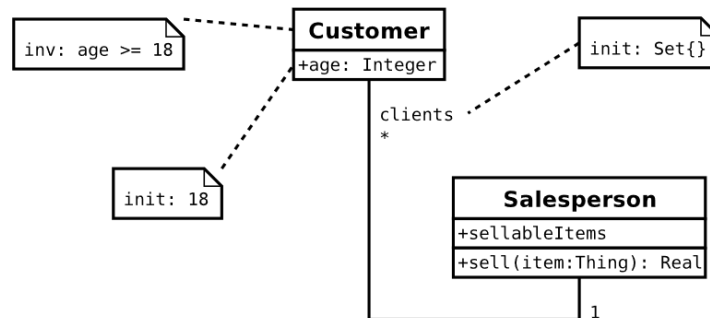 Customer
inv: age >= 18
init: Set{}
+age: Integer
clients
*
init: 18
Salesperson
+sellableItems
+sell(item:Thing): Real
1